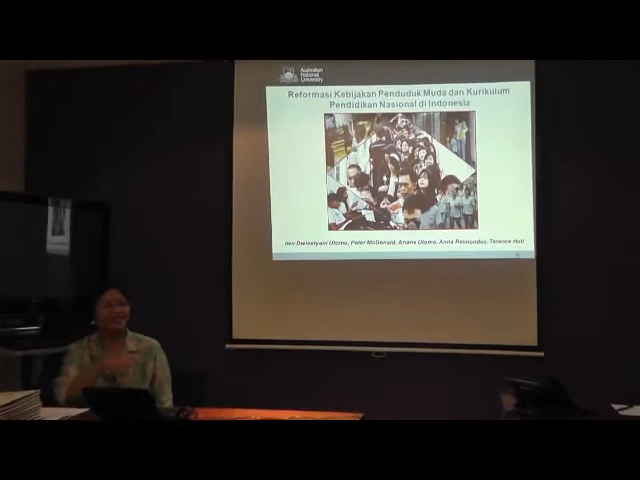 Australian
National
University
Reformasi Kebijakan Penduduk Muda dan Kurikulum
Pendidikan Nasional di Indonesia
Iwu Dwisetyani Utomo, Peter McDonald, Ariane Utomo, Anna Reimondos, Terence Hull